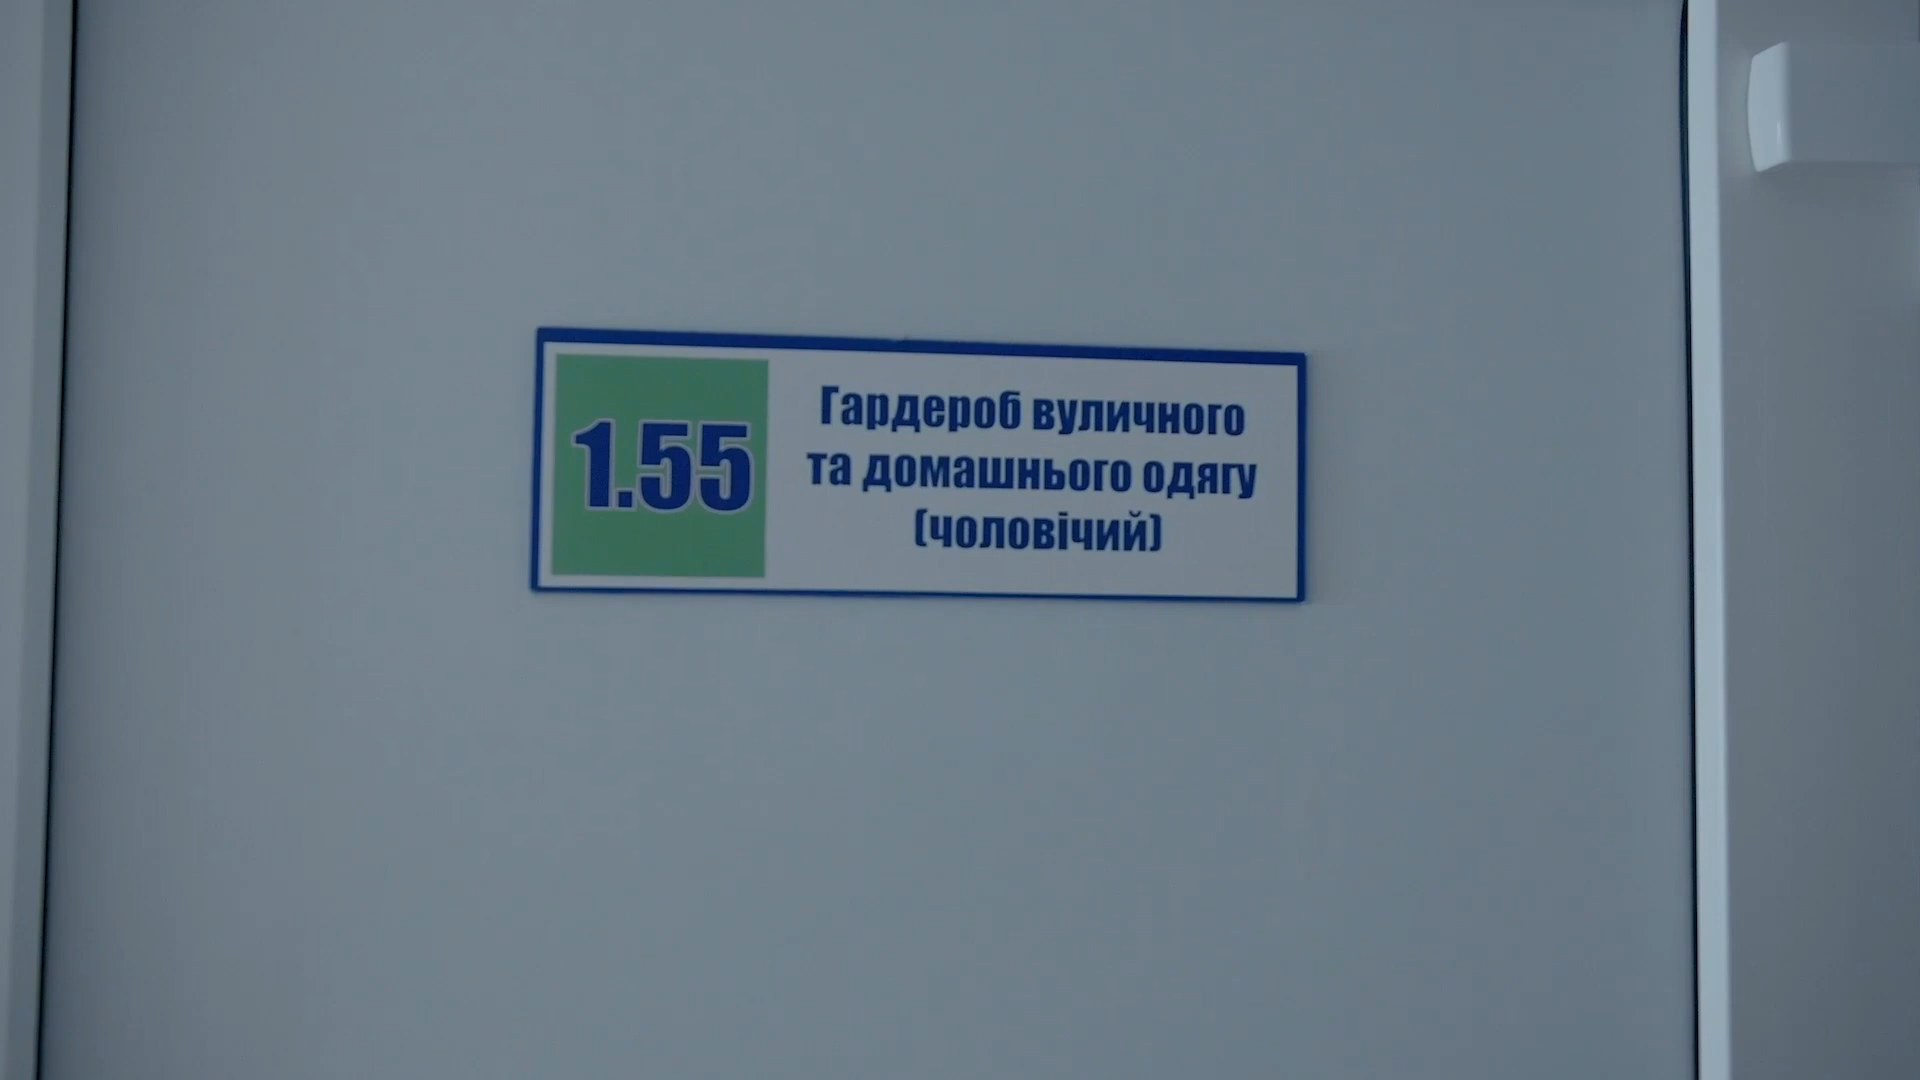 1.55
Гардероб вуличного
та домашнього одягу
(чоловічий)